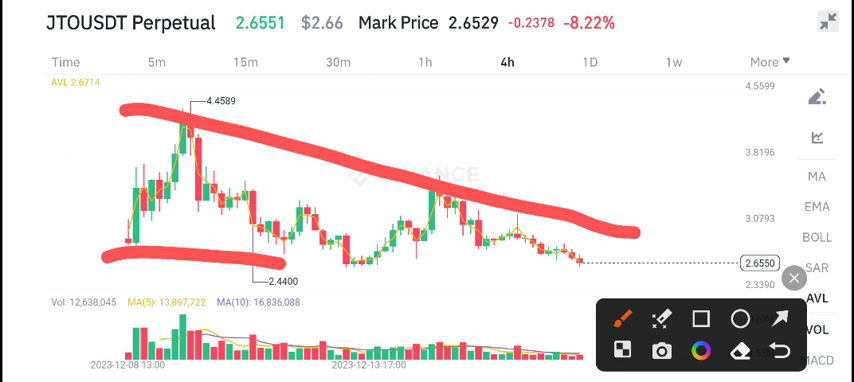 JTOUSDT Perpetual 2.6551 $2.66 Mark Price 2.6529 -0.2378 -8.22%
Time 5m 15m 30m 1h 4h 1D 1w More
AVL 2.6714
4.5599
4.4589
3.8196
BINANCE
MA
EMA
3.0793
BOLL
2.6550
SAR
2.4400
2.3390
AVL
Vol: 12,638,045 MA(5): 13,897,722 MA(10): 16,836,088
VOL
MACD
2023-12-08 13:00 2023-12-13 17:00